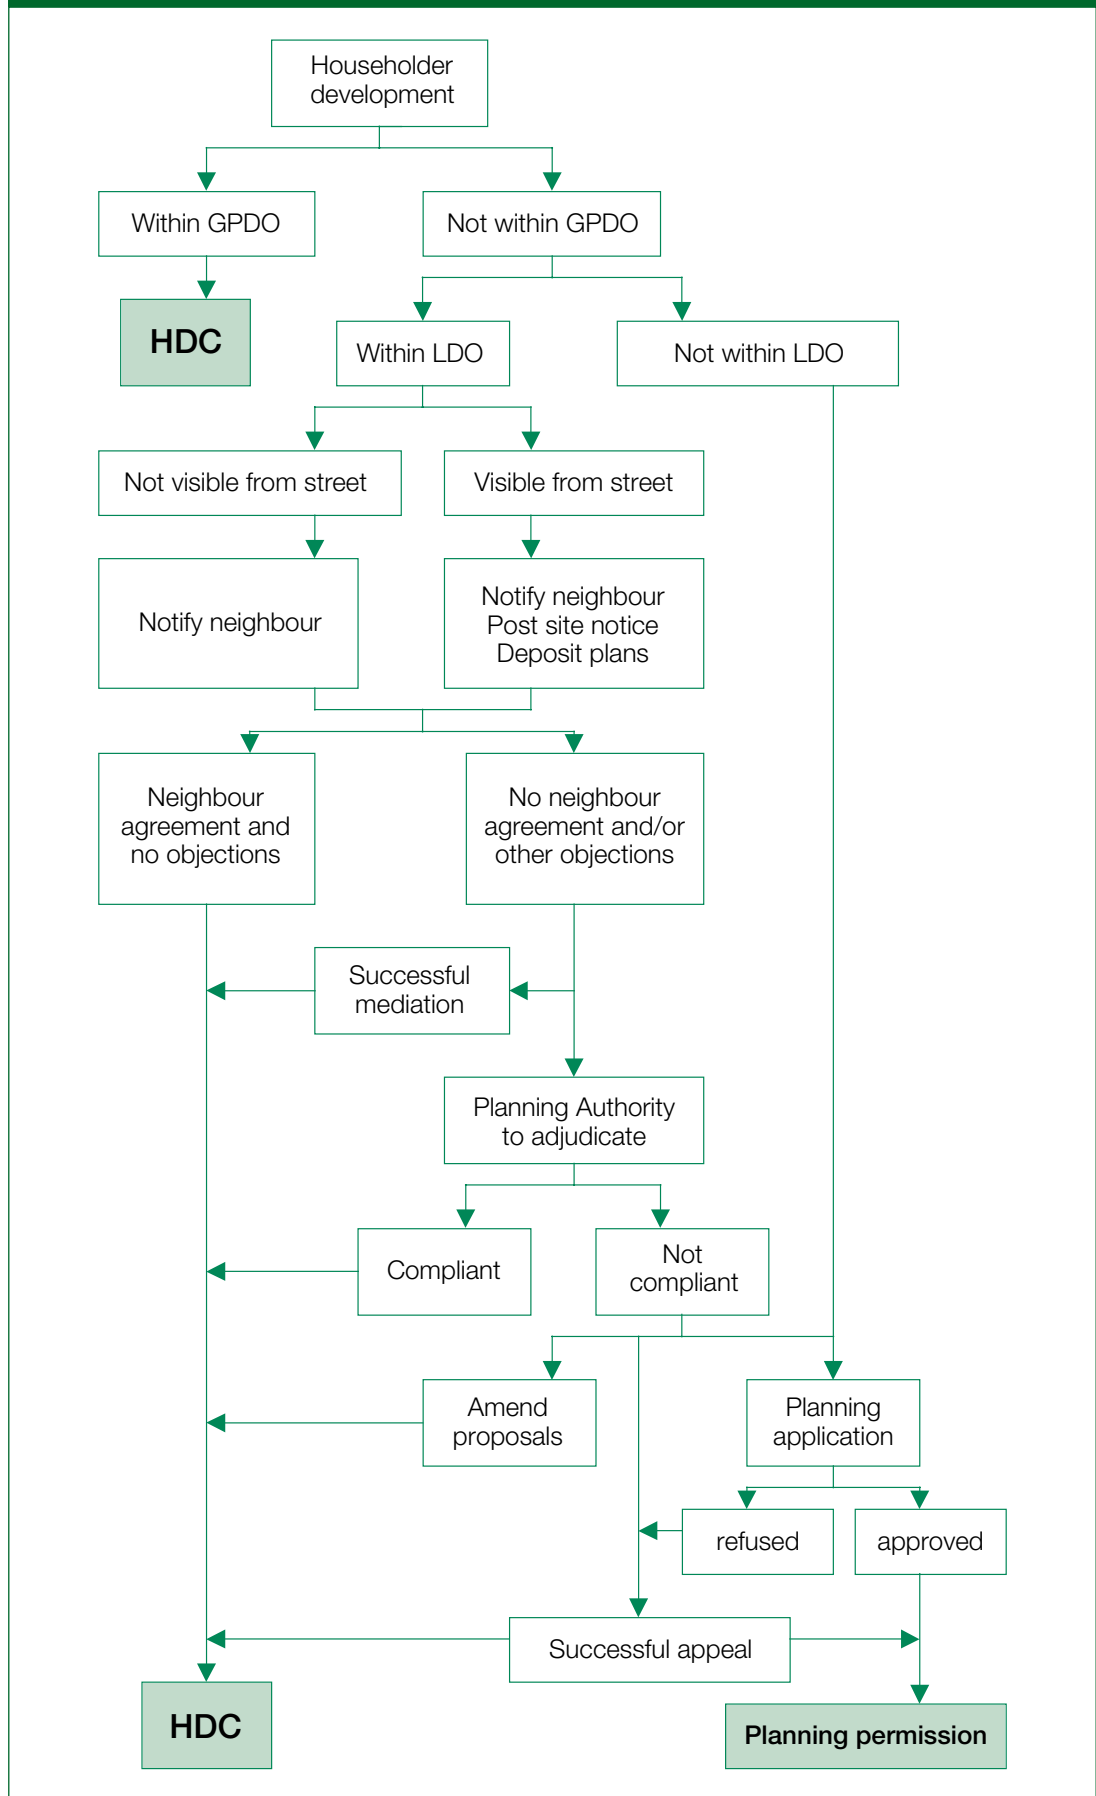 Householder
development
Within GPDO
Not within GPDO
HDC
Within LDO
Not within LDO
Not visible from street
Visible from street
Notify neighbour
Notify neighbour
Post site notice
Deposit plans
Neighbour
agreement and
no objections
No neighbour
agreement and/or
other objections
Successful
mediation
Planning Authority
to adjudicate
Compliant
Not
compliant
Amend
proposals
Planning
application
refused
approved
Successful appeal
HDC
Planning permission